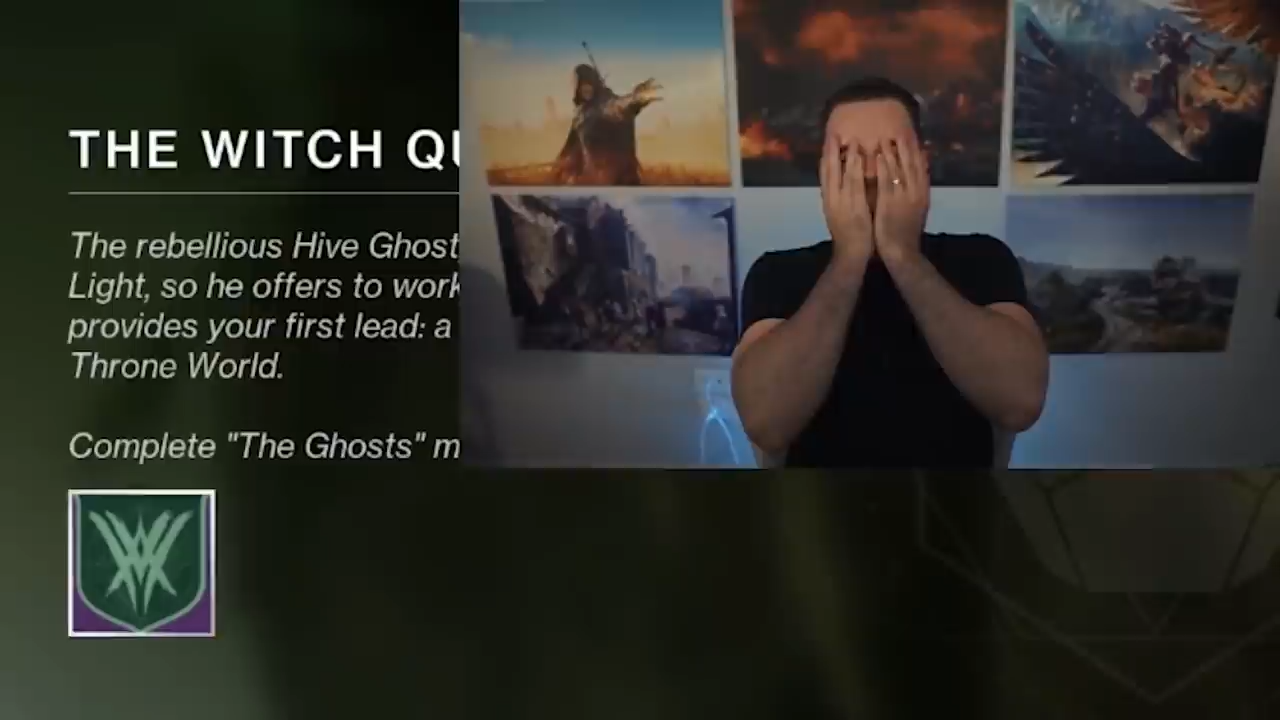 THE WITCH QU
The rebellious Hive Ghost
Light, so he offers to work
provides your first lead: a
Throne World.
Complete "The Ghosts" m